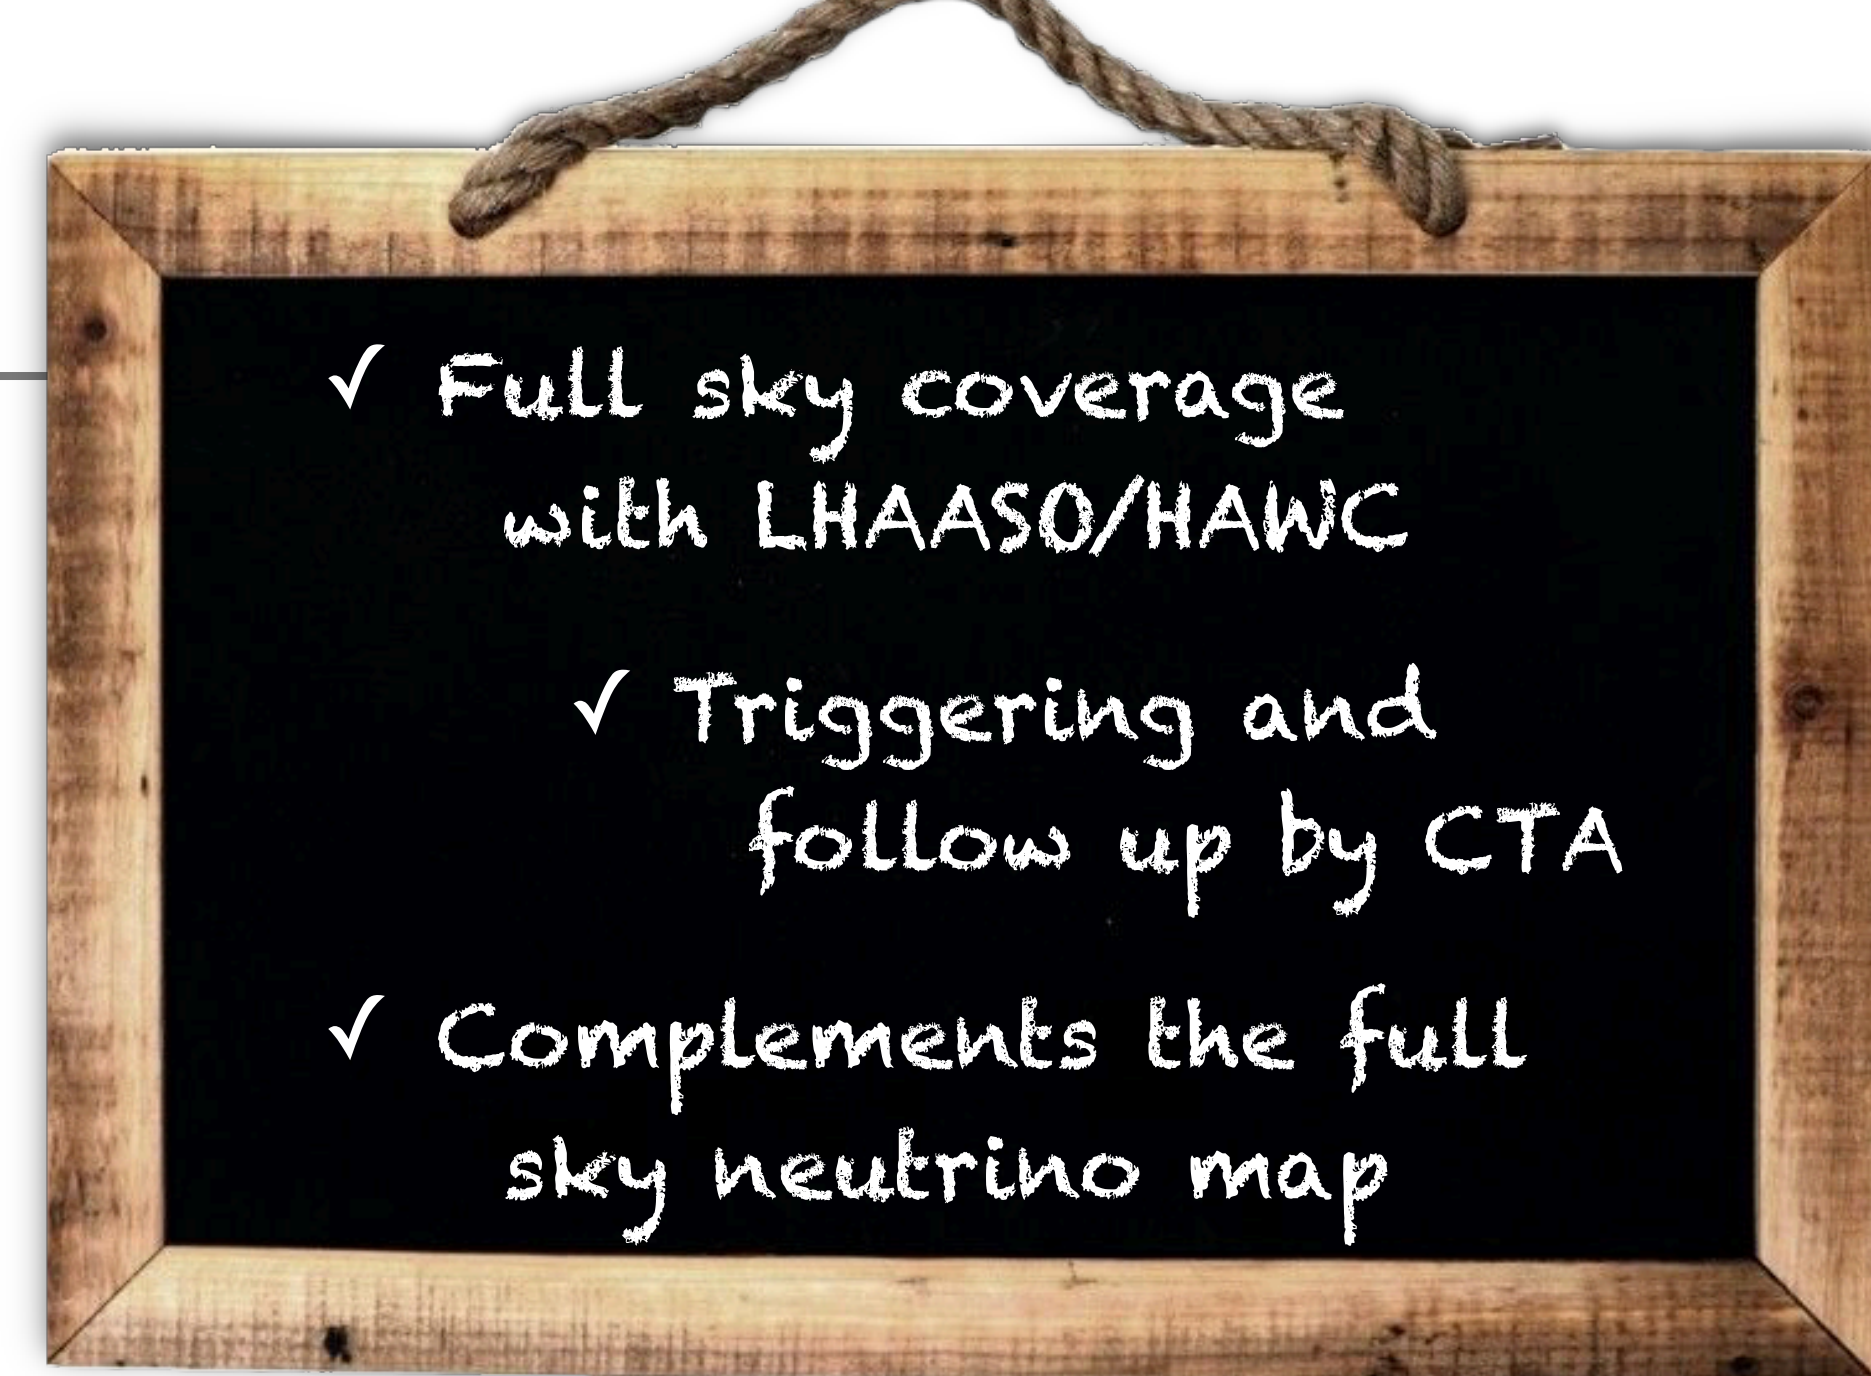 ✓ Full sky coverage
with LHAASO/HAWC
✓ Triggering and
follow up by CTA
✓ Complements the full
sky neutrino map